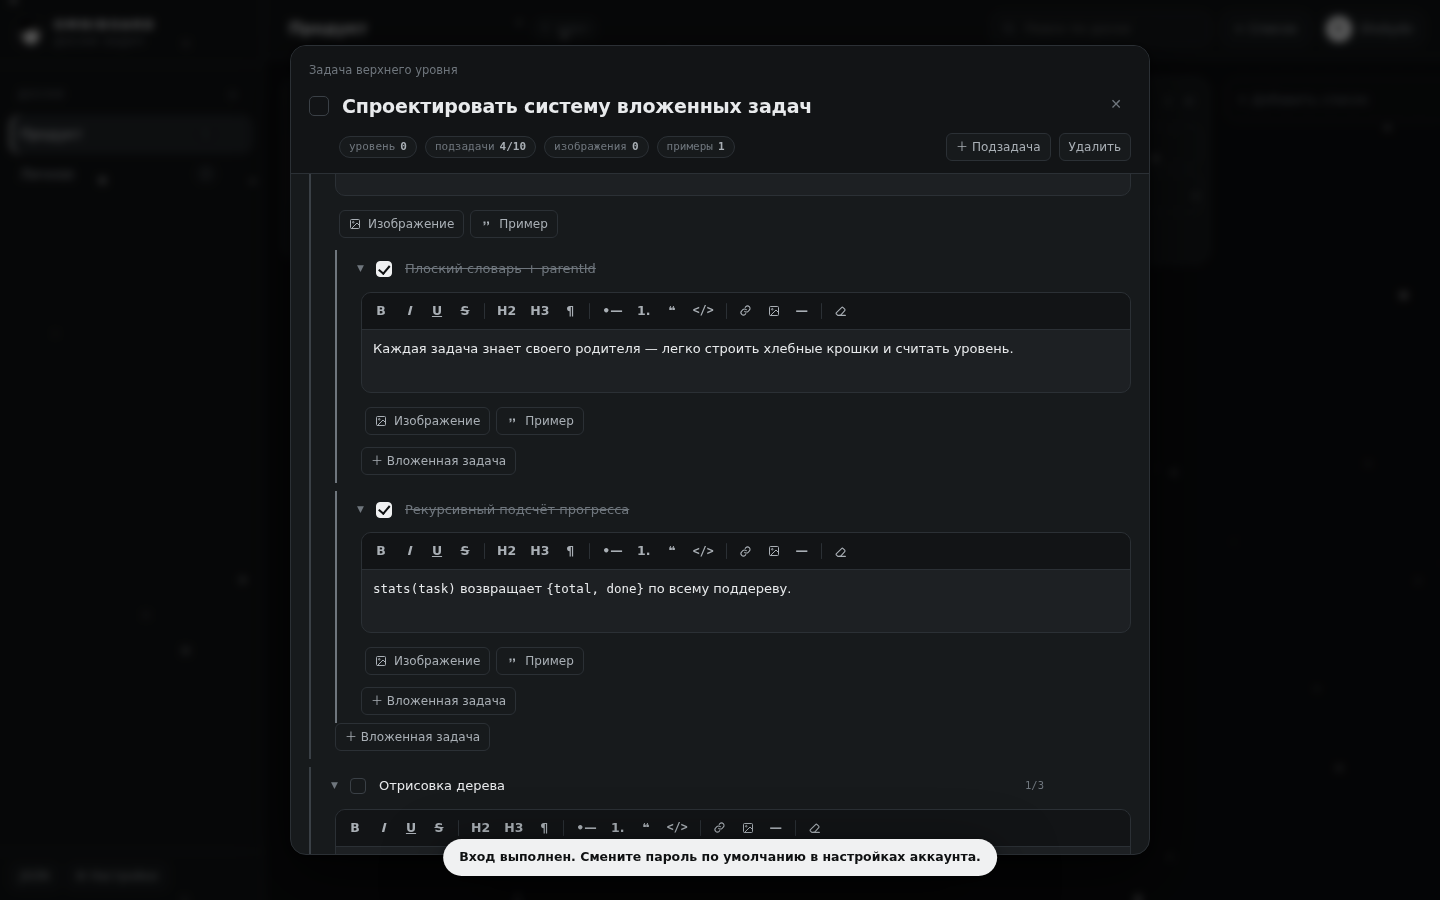 Продукт
Задача верхнего уровня
Спроектировать систему вложенных задач ×
уровень 0 подзадачи 4/10 изображения 0 примеры 1 + Подзадача Удалить
Изображение ” Пример
▼ Плоский словарь + parentId
B I U S H2 H3 ¶ •— 1. ❝ </> —
Каждая задача знает своего родителя — легко строить хлебные крошки и считать уровень.
Изображение ” Пример
+ Вложенная задача
▼ Рекурсивный подсчёт прогресса
B I U S H2 H3 ¶ •— 1. ❝ </> —
stats(task) возвращает {total, done} по всему поддереву.
Изображение ” Пример
+ Вложенная задача
+ Вложенная задача
▼ Отрисовка дерева 1/3
B I U S H2 H3 ¶ •— 1. ❝ </> —
Вход выполнен. Смените пароль по умолчанию в настройках аккаунта.